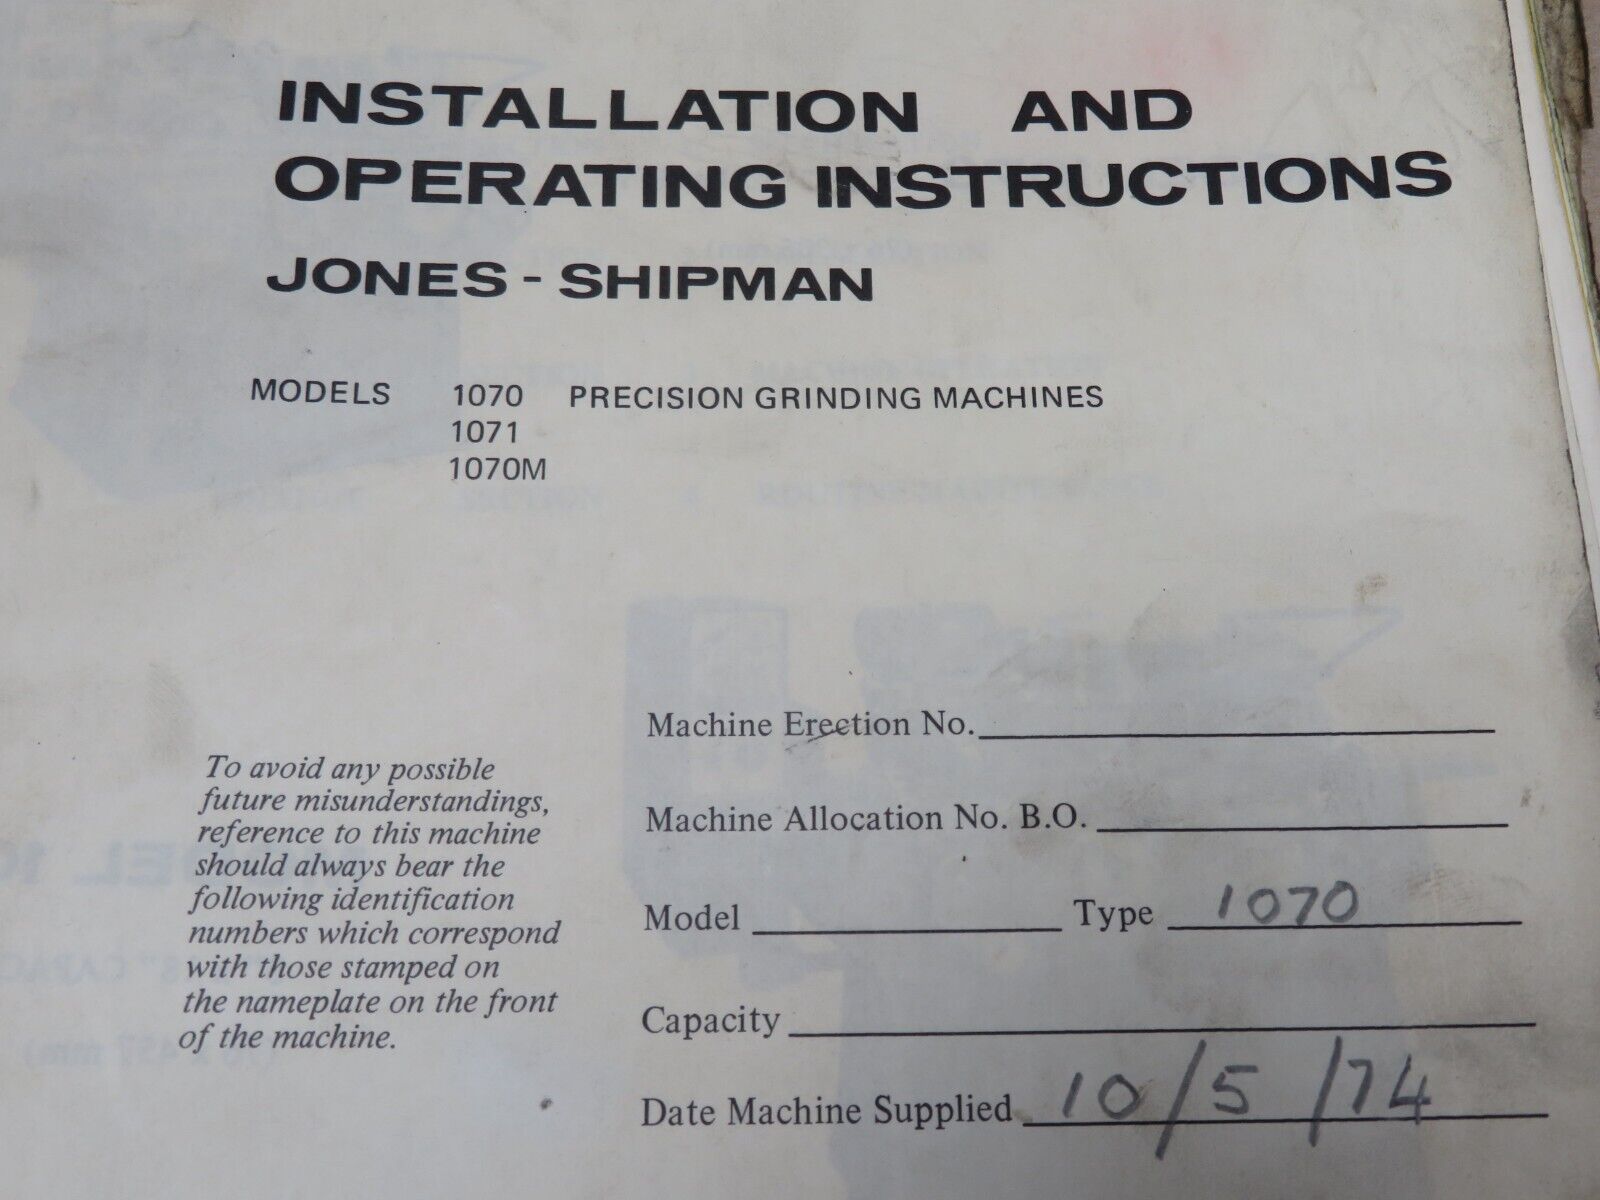 INSTALLATION AND
OPERATING INSTRUCTIONS
JONES - SHIPMAN
MODELS 1070 PRECISION GRINDING MACHINES
1071
1070M
To avoid any possible
future misunderstandings,
reference to this machine
should always bear the
following identification
numbers which correspond
with those stamped on
the nameplate on the front
of the machine.
Machine Erection No.
Machine Allocation No. B.O.
Model Type 1070
Capacity
Date Machine Supplied 10/5/74